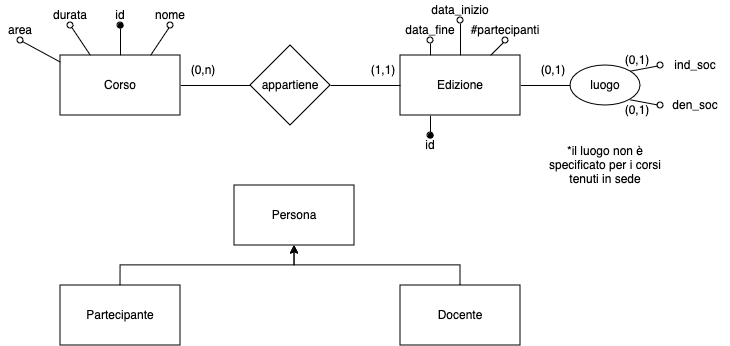 data_inizio
durata
id
nome
area
data_fine
#partecipanti
(0,n)
(1,1)
(0,1)
(0,1)
ind_soc
Corso
appartiene
Edizione
luogo
den_soc
(0,1)
id
*il luogo non è
specificato per i corsi
tenuti in sede
Persona
Partecipante
Docente